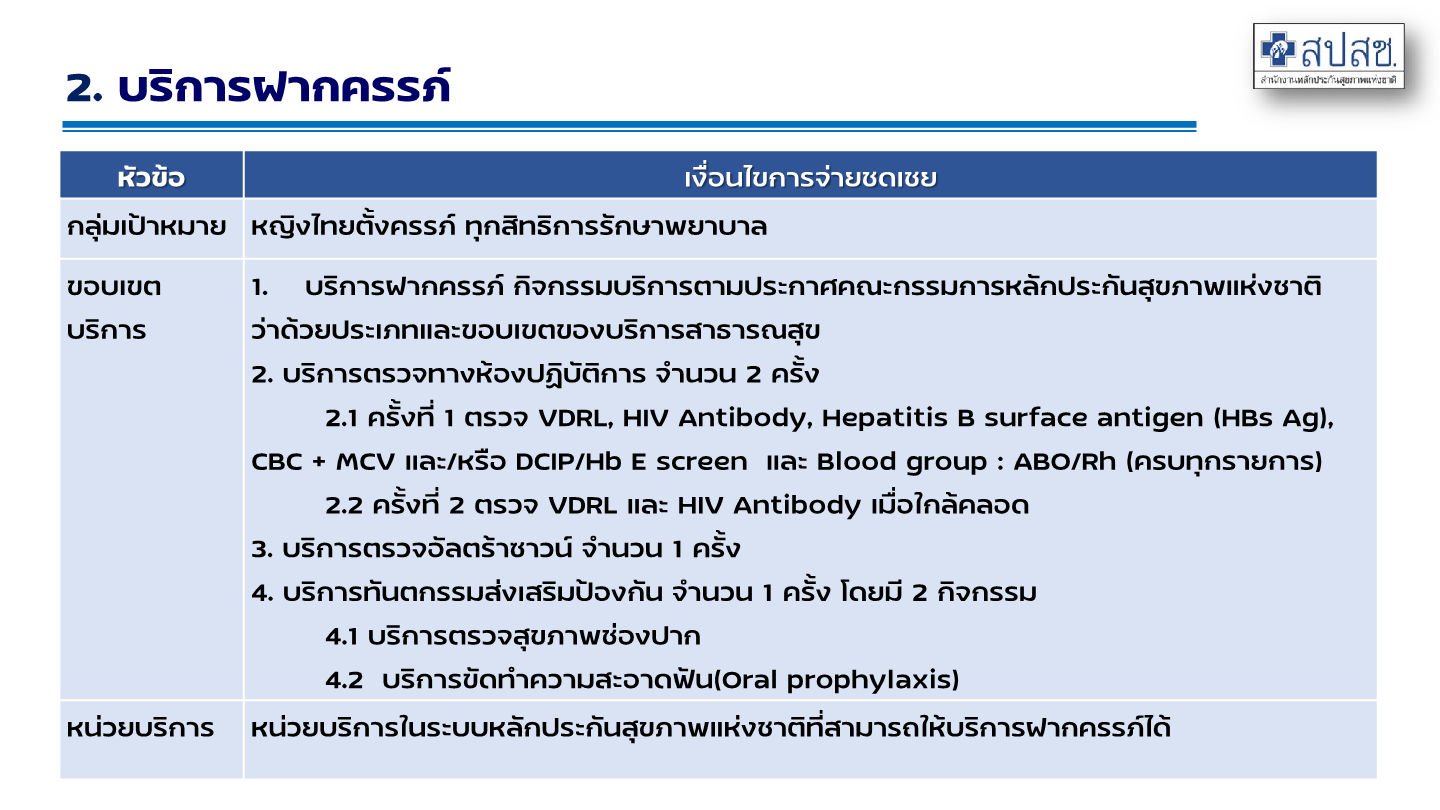 สปสช.
สำนักงานหลักประกันสุขภาพแห่งชาติ
2. บริการฝากครรภ์
หัวข้อ
เงื่อนไขการจ่ายชดเชย
กลุ่มเป้าหมาย
หญิงไทยตั้งครรภ์ ทุกสิทธิการรักษาพยาบาล
ขอบเขต
บริการ
1. บริการฝากครรภ์ กิจกรรมบริการตามประกาศคณะกรรมการหลักประกันสุขภาพแห่งชาติ
ว่าด้วยประเภทและขอบเขตของบริการสาธารณสุข
2. บริการตรวจทางห้องปฏิบัติการ จำนวน 2 ครั้ง
2.1 ครั้งที่ 1 ตรวจ VDRL, HIV Antibody, Hepatitis B surface antigen (HBs Ag),
CBC + MCV และ/หรือ DCIP/Hb E screen และ Blood group : ABO/Rh (ครบทุกรายการ)
2.2 ครั้งที่ 2 ตรวจ VDRL และ HIV Antibody เมื่อใกล้คลอด
3. บริการตรวจอัลตร้าซาวน์ จำนวน 1 ครั้ง
4. บริการทันตกรรมส่งเสริมป้องกัน จำนวน 1 ครั้ง โดยมี 2 กิจกรรม
4.1 บริการตรวจสุขภาพช่องปาก
4.2 บริการขัดทำความสะอาดฟัน(Oral prophylaxis)
หน่วยบริการ
หน่วยบริการในระบบหลักประกันสุขภาพแห่งชาติที่สามารถให้บริการฝากครรภ์ได้